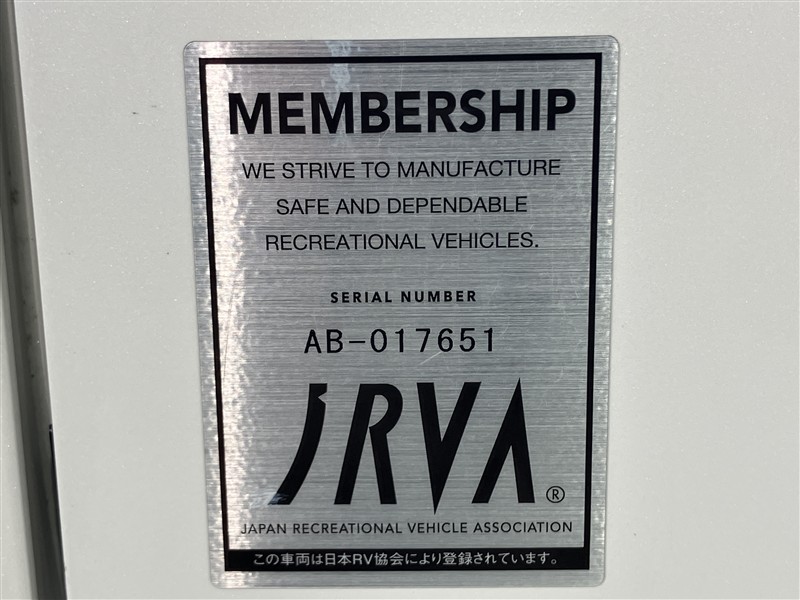 MEMBERSHIP
WE STRIVE TO MANUFACTURE
SAFE AND DEPENDABLE
RECREATIONAL VEHICLES.
SERIAL NUMBER
AB-017651
JRVA®
JAPAN RECREATIONAL VEHICLE ASSOCIATION
この車両は日本RV協会により登録されています。